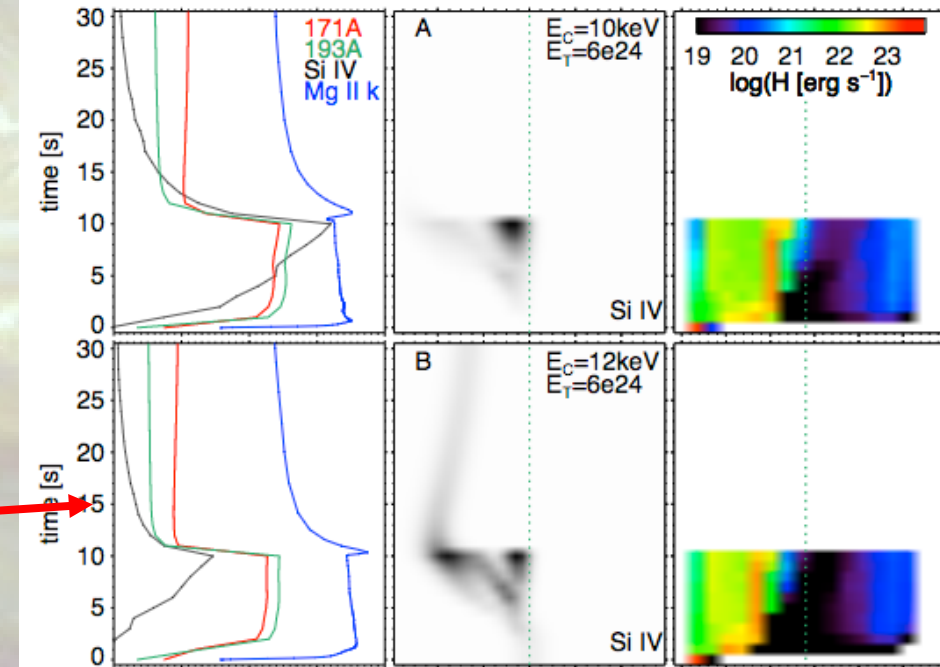 30
25
20
15
10
5
0
time [s]
171A
193A
Si IV
Mg II k
A
E_C=10keV
E_T=6e24
Si IV
19 20 21 22 23
log(H [erg s⁻¹])
30
25
20
15
10
5
0
time [s]
B
E_C=12keV
E_T=6e24
Si IV